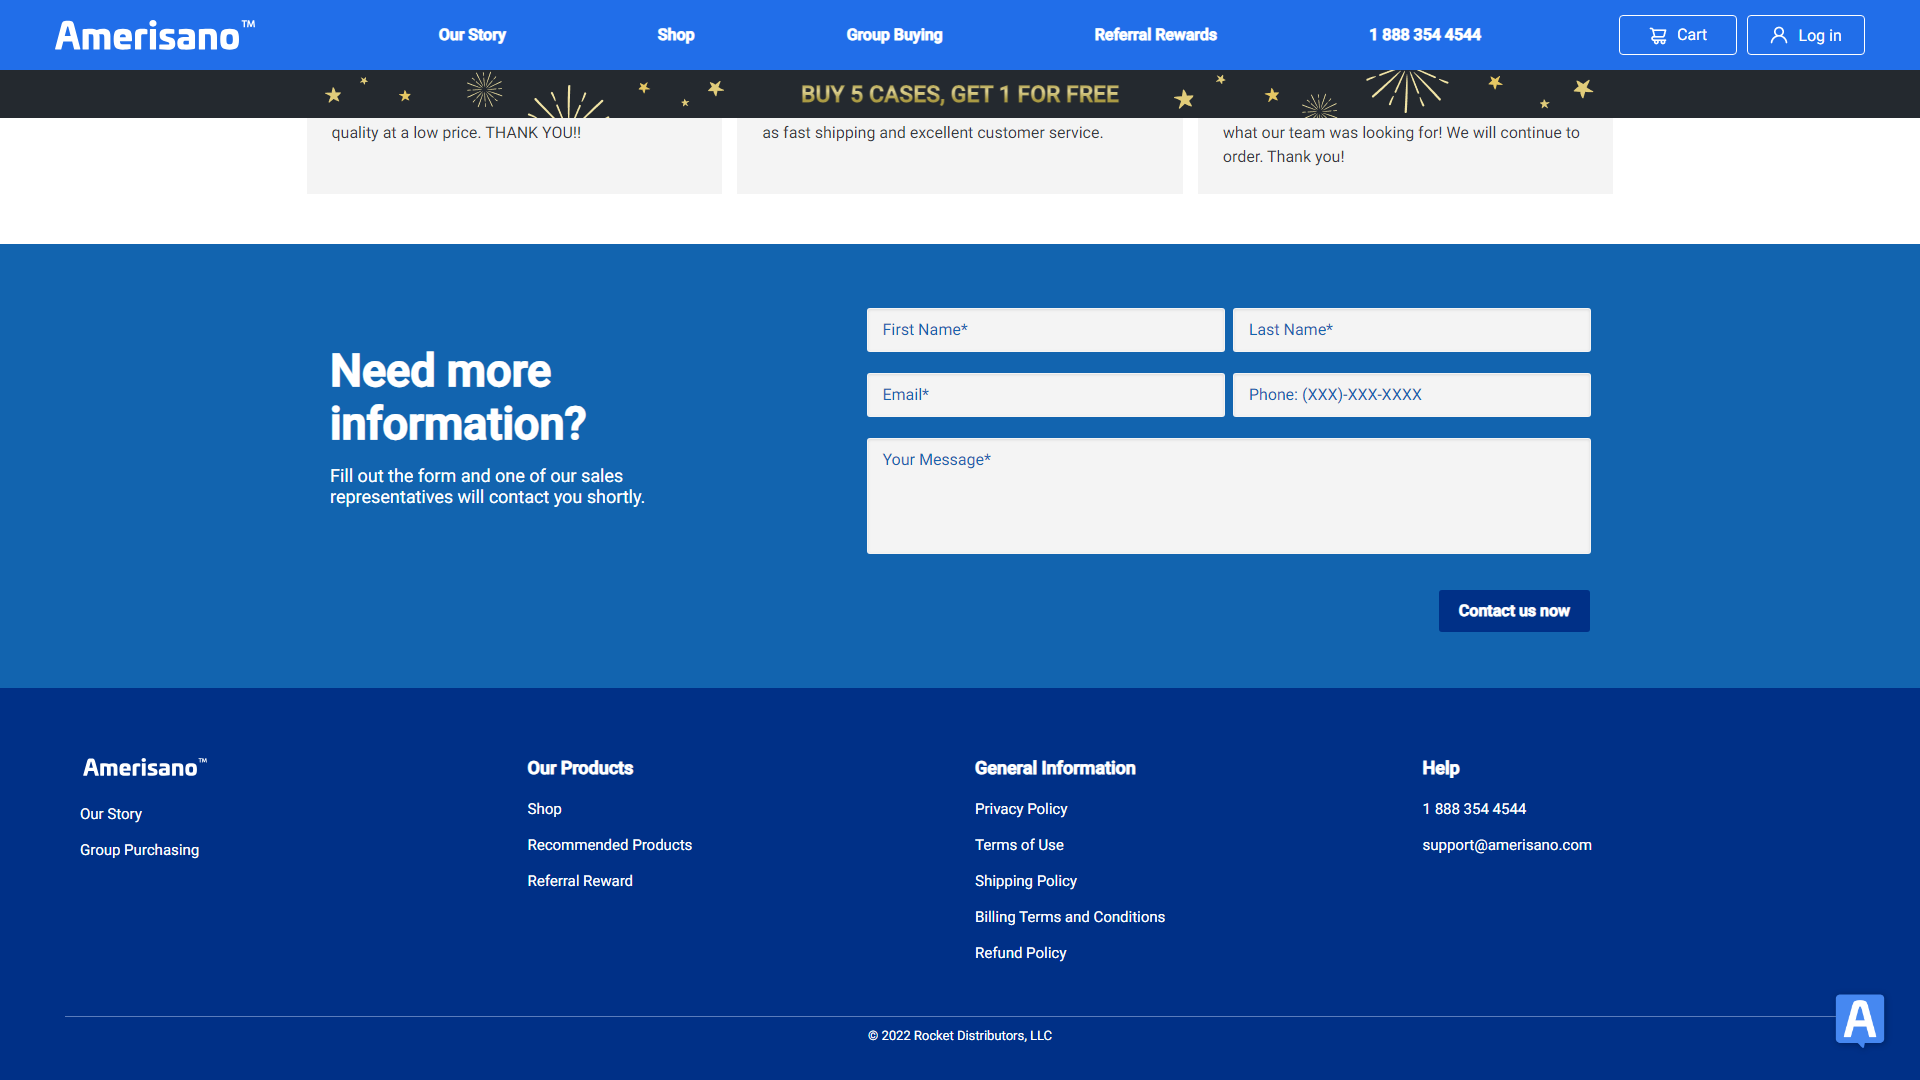 Amerisano™
Our Story
Shop
Group Buying
Referral Rewards
1 888 354 4544
Cart
Log in
BUY 5 CASES, GET 1 FOR FREE
quality at a low price. THANK YOU!!
as fast shipping and excellent customer service.
what our team was looking for! We will continue to
order. Thank you!
Need more
information?
Fill out the form and one of our sales
representatives will contact you shortly.
First Name*
Last Name*
Email*
Phone: (XXX)-XXX-XXXX
Your Message*
Contact us now
Amerisano™
Our Story
Group Purchasing
Our Products
Shop
Recommended Products
Referral Reward
General Information
Privacy Policy
Terms of Use
Shipping Policy
Billing Terms and Conditions
Refund Policy
Help
1 888 354 4544
support@amerisano.com
A
© 2022 Rocket Distributors, LLC